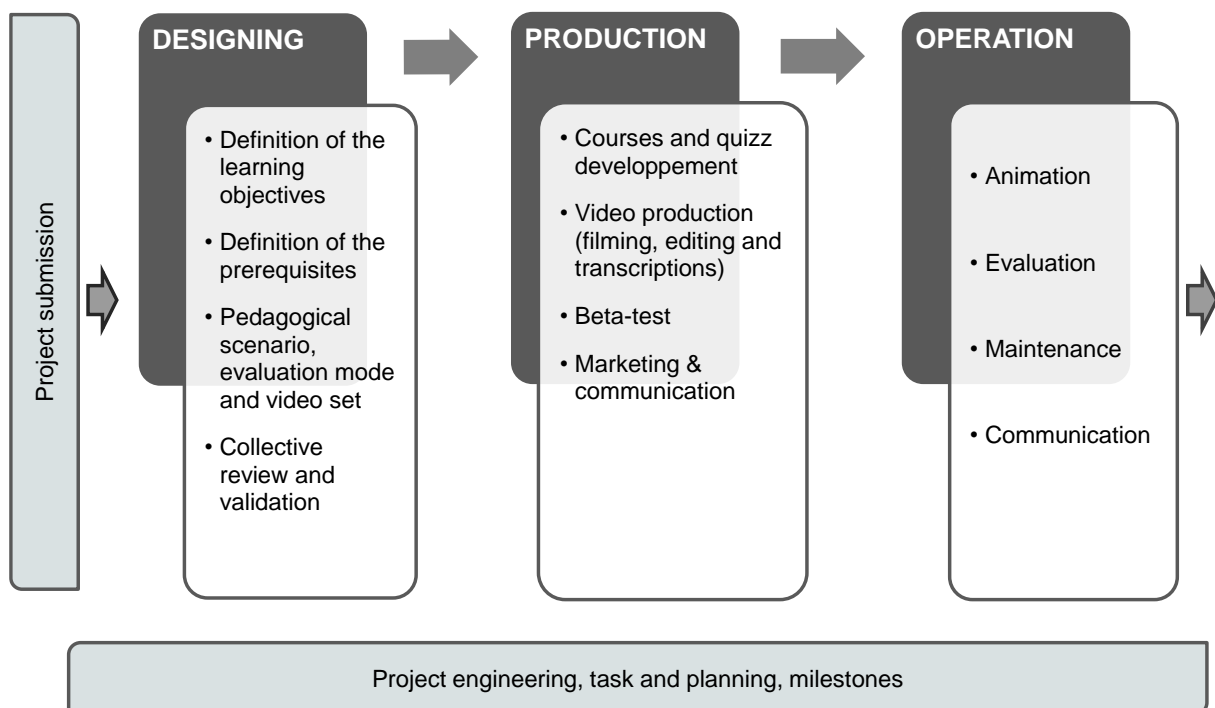 Project submission
DESIGNING
• Definition of the
learning
objectives
• Definition of the
prerequisites
• Pedagogical
scenario,
evaluation mode
and video set
• Collective
review and
validation
PRODUCTION
• Courses and quizz
developpement
• Video production
(filming, editing and
transcriptions)
• Beta-test
• Marketing &
communication
OPERATION
• Animation
• Evaluation
• Maintenance
• Communication
Project engineering, task and planning, milestones